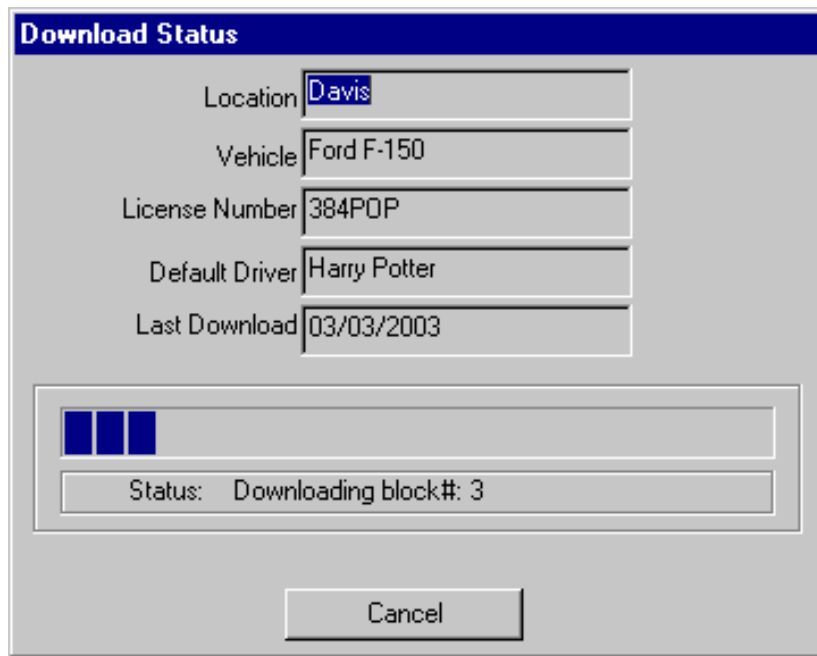 Download Status
Location Davis
Vehicle Ford F-150
License Number 384POP
Default Driver Harry Potter
Last Download 03/03/2003
Status: Downloading block#: 3
Cancel